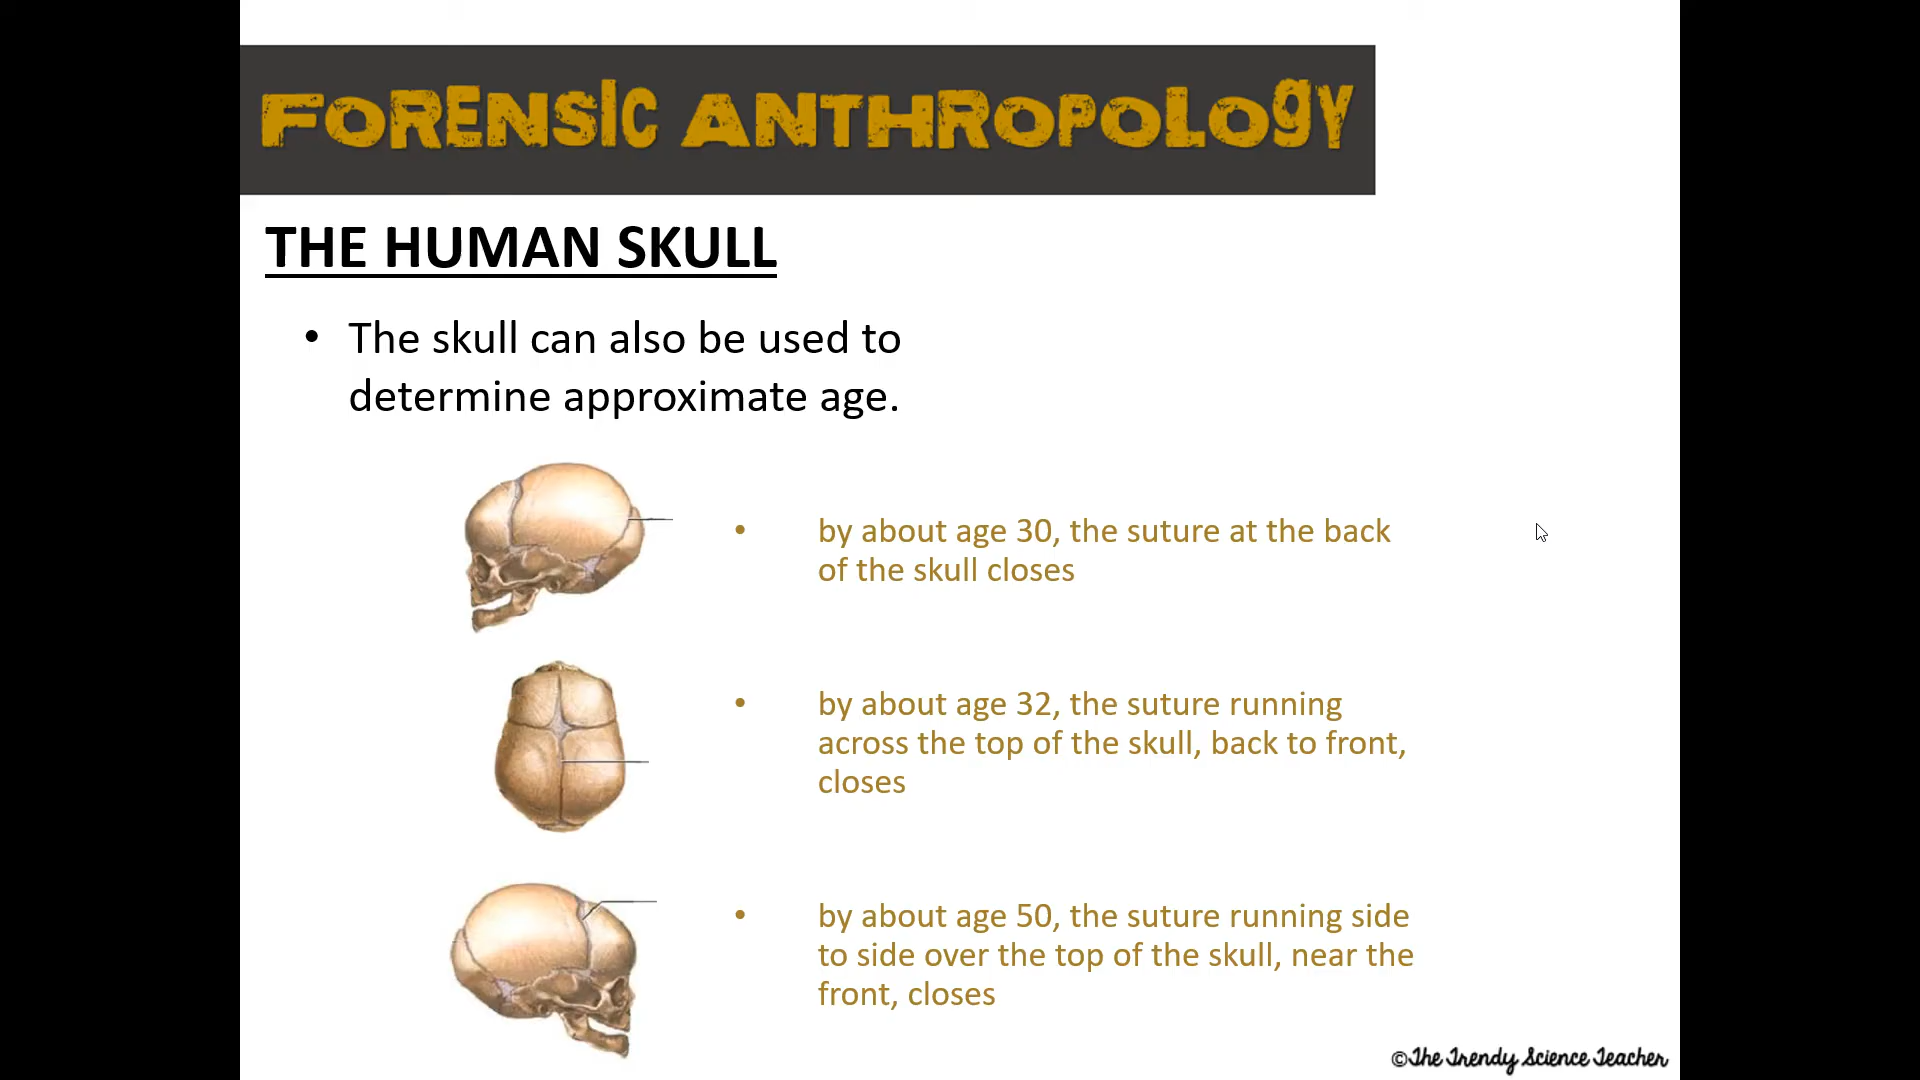 FORENSIC ANTHROPOLOGY
THE HUMAN SKULL
• The skull can also be used to
determine approximate age.
• by about age 30, the suture at the back
of the skull closes
• by about age 32, the suture running
across the top of the skull, back to front,
closes
• by about age 50, the suture running side
to side over the top of the skull, near the
front, closes
©The Trendy Science Teacher